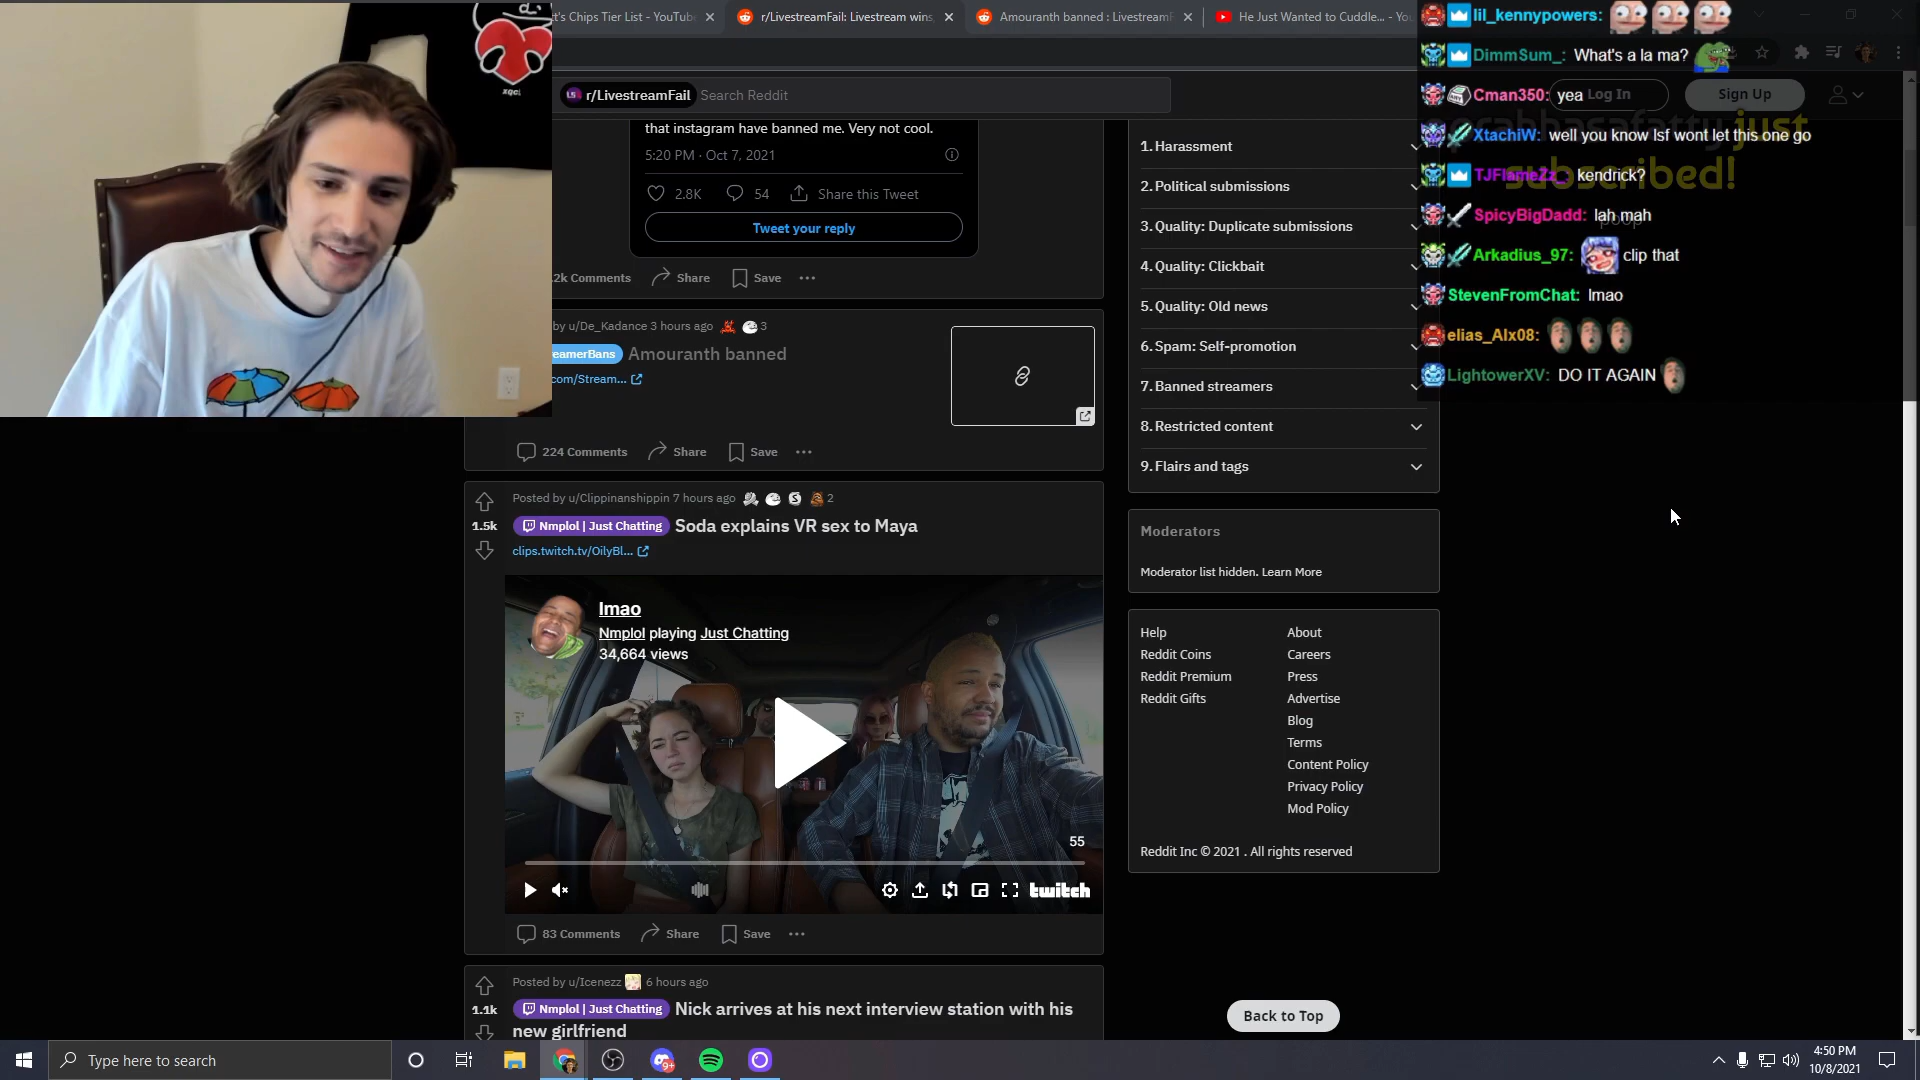 xqc
t's Chips Tier List - YouTube
r/LivestreamFail: Livestream wins,
Amouranth banned : LivestreamF
He Just Wanted to Cuddle... - Yo
r/LivestreamFail
Search Reddit
Log In
Sign Up
that instagram have banned me. Very not cool.
5:20 PM · Oct 7, 2021
2.8K
54
Share this Tweet
Tweet your reply
.2k Comments
Share
Save
by u/De_Kadance 3 hours ago
3
eamerBans
Amouranth banned
com/Stream...
224 Comments
Share
Save
Posted by u/Clippinanshippin 7 hours ago
2
1.5k
Nmplol | Just Chatting
Soda explains VR sex to Maya
clips.twitch.tv/OilyBl...
lmao
Nmplol playing Just Chatting
34,664 views
55
twitch
83 Comments
Share
Save
Posted by u/Icenezz
6 hours ago
1.1k
Nmplol | Just Chatting
Nick arrives at his next interview station with his
new girlfriend
1. Harassment
2. Political submissions
3. Quality: Duplicate submissions
4. Quality: Clickbait
5. Quality: Old news
6. Spam: Self-promotion
7. Banned streamers
8. Restricted content
9. Flairs and tags
Moderators
Moderator list hidden. Learn More
Help
About
Reddit Coins
Careers
Reddit Premium
Press
Reddit Gifts
Advertise
Blog
Terms
Content Policy
Privacy Policy
Mod Policy
Reddit Inc © 2021 . All rights reserved
Back to Top
lil_kennypowers:
DimmSum_: What's a la ma?
Cman350: yea
XtachiW: well you know lsf wont let this one go
TJFlameZz_: kendrick?
SpicyBigDadd: lah mah
Arkadius_97: clip that
StevenFromChat: lmao
elias_Alx08:
LightowerXV: DO IT AGAIN
just
subscribed!
poop
Type here to search
9+
4:50 PM
10/8/2021